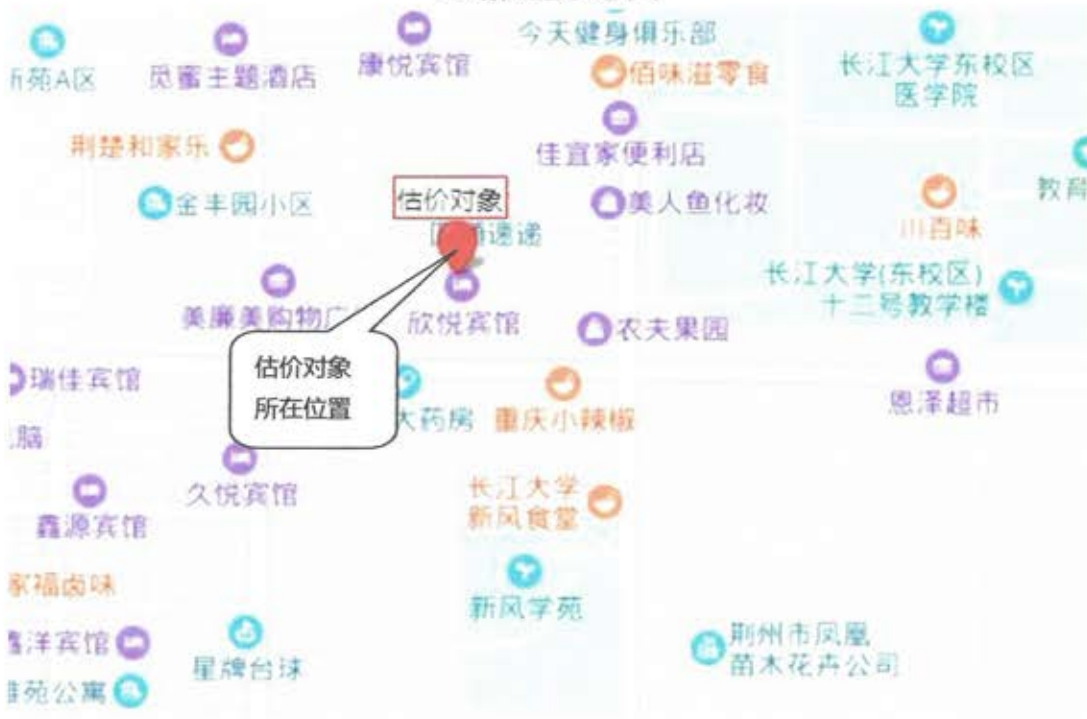 今天健身俱乐部
觅蜜主题酒店
康悦宾馆
佰味滋零食
长江大学东校区
医学院
苑A区
荆楚和家乐
佳宜家便利店
金丰园小区
估价对象
美人鱼化妆
教育
川百味
速递
长江大学(东校区)
十二号教学楼
美廉美购物广
欣悦宾馆
农夫果园
估价对象
所在位置
瑞佳宾馆
大药房
重庆小辣椒
恩泽超市
脑
久悦宾馆
长江大学
新风食堂
鑫源宾馆
家福卤味
新风学苑
洋宾馆
星牌台球
荆州市凤凰
苗木花卉公司
苑公寓